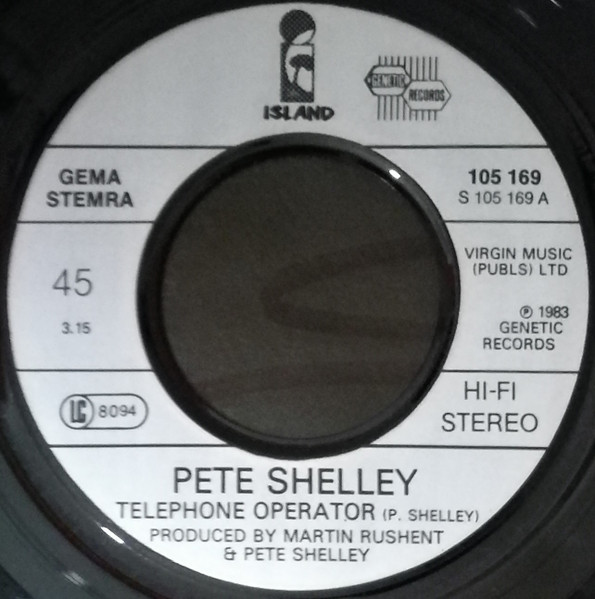 ISLAND
GENETIC
RECORDS
GEMA
STEMRA
105 169
S 105 169 A
45
3.15
VIRGIN MUSIC
(PUBLS) LTD
℗ 1983
GENETIC
RECORDS
LC 8094
HI-FI
STEREO
PETE SHELLEY
TELEPHONE OPERATOR (P. SHELLEY)
PRODUCED BY MARTIN RUSHENT
& PETE SHELLEY